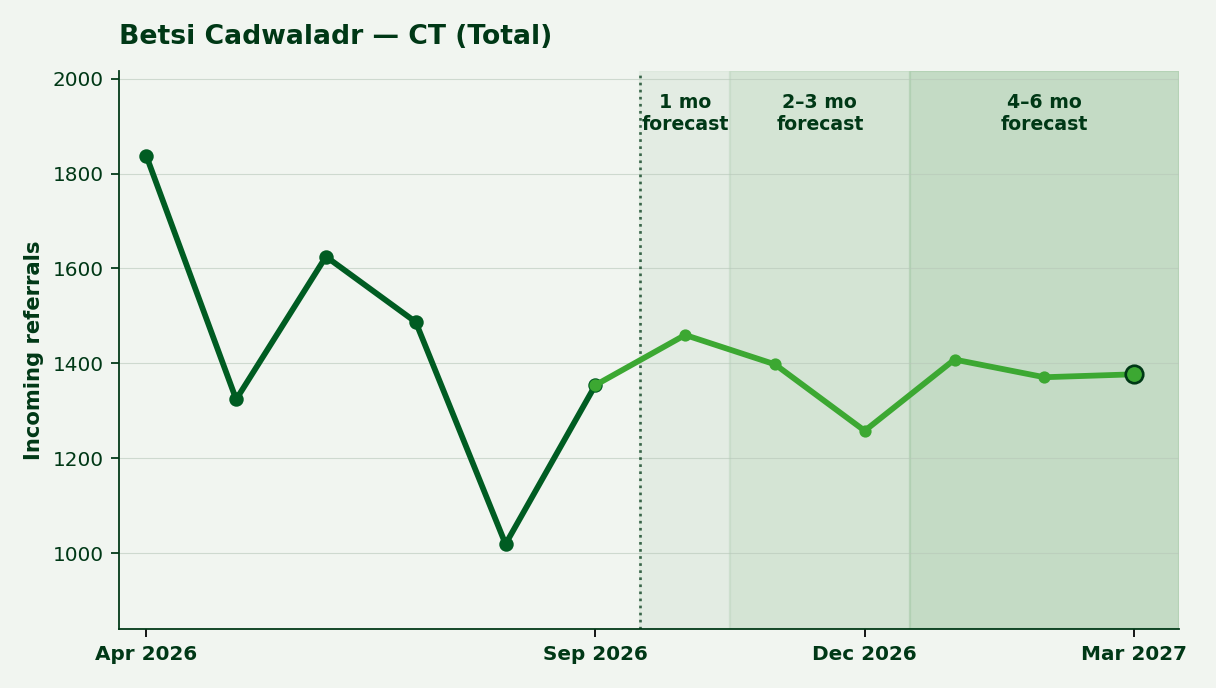 Betsi Cadwaladr — CT (Total)
Incoming referrals
2000
1800
1600
1400
1200
1000
1 mo
forecast
2–3 mo
forecast
4–6 mo
forecast
Apr 2026
Sep 2026
Dec 2026
Mar 2027